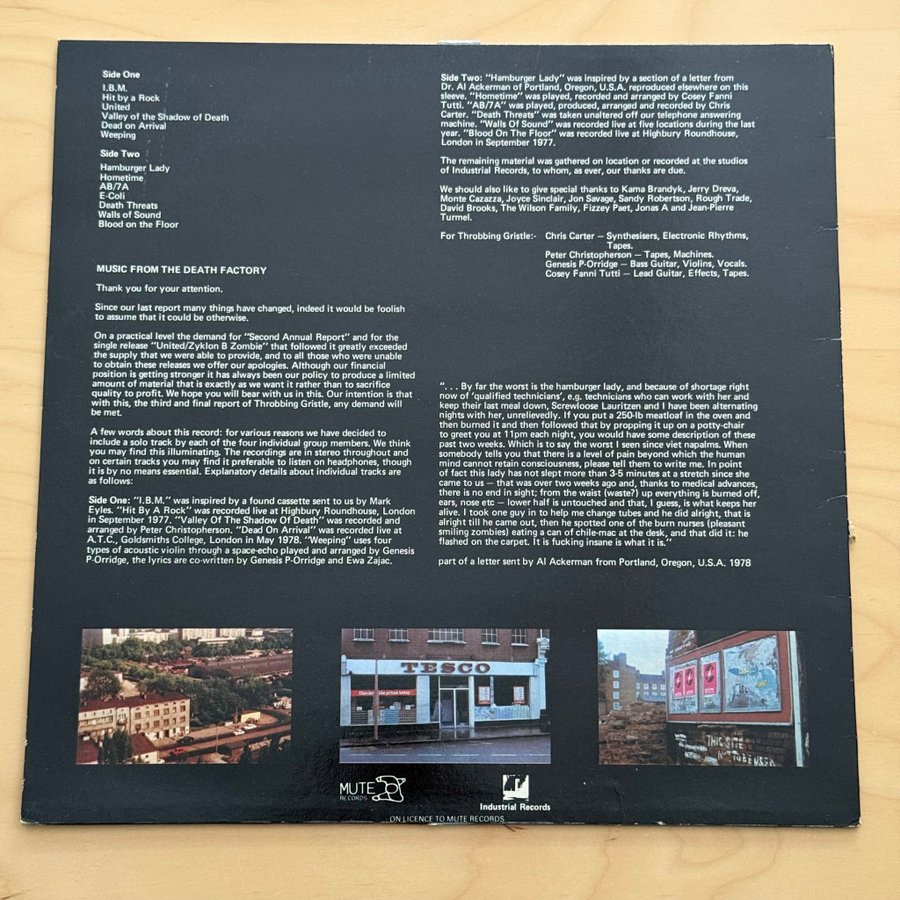 Side One
I.B.M.
Hit by a Rock
United
Valley of the Shadow of Death
Dead on Arrival
Weeping
Side Two
Hamburger Lady
Hometime
AB/7A
E-Coli
Death Threats
Walls of Sound
Blood on the Floor
MUSIC FROM THE DEATH FACTORY
Thank you for your attention.
Since our last report many things have changed, indeed it would be foolish
to assume that it could be otherwise.
On a practical level the demand for "Second Annual Report" and for the
single release "United/Zyklon B Zombie" that followed it greatly exceeded
the supply that we were able to provide, and to all those who were unable
to obtain these releases we offer our apologies. Although our financial
position is getting stronger it has always been our policy to produce a limited
amount of material that is exactly as we want it rather than to sacrifice
quality to profit. We hope you will bear with us in this. Our intention is that
with this, the third and final report of Throbbing Gristle, any demand will
be met.
A few words about this record: for various reasons we have decided to
include a solo track by each of the four individual group members. We think
you may find this illuminating. The recordings are in stereo throughout and
on certain tracks you may find it preferable to listen on headphones, though
it is by no means essential. Explanatory details about individual tracks are
as follows:
Side One: "I.B.M." was inspired by a found cassette sent to us by Mark
Eyles. "Hit By A Rock" was recorded live at Highbury Roundhouse, London
in September 1977. "Valley Of The Shadow Of Death" was recorded and
arranged by Peter Christopherson. "Dead On Arrival" was recorded live at
A.T.C., Goldsmiths College, London in May 1978. "Weeping" uses four
types of acoustic violin through a space-echo played and arranged by Genesis
P-Orridge, the lyrics are co-written by Genesis P-Orridge and Ewa Zajac.
Side Two: "Hamburger Lady" was inspired by a section of a letter from
Dr. Al Ackerman of Portland, Oregon, U.S.A. reproduced elsewhere on this
sleeve. "Hometime" was played, recorded and arranged by Cosey Fanni
Tutti. "AB/7A" was played, produced, arranged and recorded by Chris
Carter. "Death Threats" was taken unaltered off our telephone answering
machine. "Walls Of Sound" was recorded live at five locations during the last
year. "Blood On The Floor" was recorded live at Highbury Roundhouse,
London in September 1977.
The remaining material was gathered on location or recorded at the studios
of Industrial Records, to whom, as ever, our thanks are due.
We should also like to give special thanks to Kama Brandyk, Jerry Dreva,
Monte Cazazza, Joyce Sinclair, Jon Savage, Sandy Robertson, Rough Trade,
David Brooks, The Wilson Family, Fizzey Paet, Jonas A and Jean-Pierre
Turmel.
For Throbbing Gristle:- Chris Carter – Synthesisers, Electronic Rhythms,
Tapes.
Peter Christopherson – Tapes, Machines.
Genesis P-Orridge – Bass Guitar, Violins, Vocals.
Cosey Fanni Tutti – Lead Guitar, Effects, Tapes.
". . . By far the worst is the hamburger lady, and because of shortage right
now of 'qualified technicians', e.g. technicians who can work with her and
keep their last meal down, Screwloose Lauritzen and I have been alternating
nights with her, unrelievedly. If you put a 250-lb meatloaf in the oven and
then burned it and then followed that by propping it up on a potty-chair
to greet you at 11pm each night, you would have some description of these
past two weeks. Which is to say the worst I seen since viet napalms. When
somebody tells you that there is a level of pain beyond which the human
mind cannot retain consciousness, please tell them to write me. In point
of fact this lady has not slept more than 3-5 minutes at a stretch since she
came to us – that was over two weeks ago and, thanks to medical advances,
there is no end in sight; from the waist (waste?) up everything is burned off,
ears, nose etc – lower half is untouched and that, I guess, is what keeps her
alive. I took one guy in to help me change tubes and he did alright, that is
alright till he came out, then he spotted one of the burn nurses (pleasant
smiling zombies) eating a can of chile-mac at the desk, and that did it: he
flashed on the carpet. It is fucking insane is what it is."
part of a letter sent by Al Ackerman from Portland, Oregon, U.S.A. 1978
TESCO
THIS SITE
NOT TO BE USED
MUTE
RECORDS
Industrial Records
ON LICENCE TO MUTE RECORDS